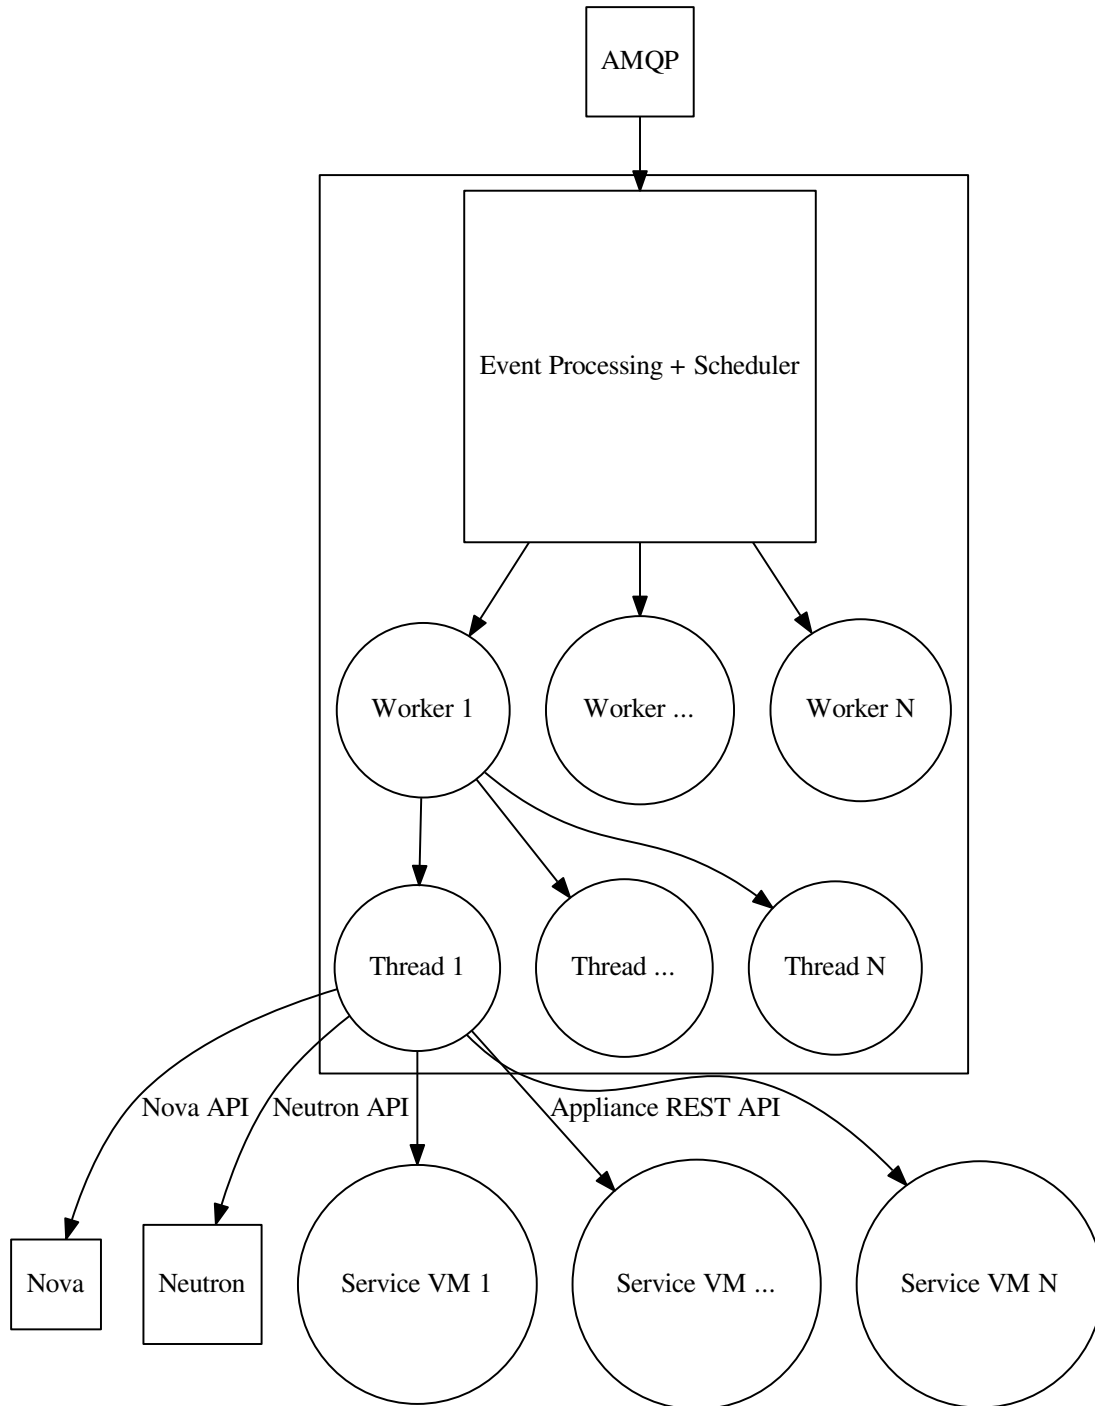 AMQP
Event Processing + Scheduler
Worker 1
Worker ...
Worker N
Thread 1
Thread ...
Thread N
Nova API
Neutron API
Appliance REST API
Nova
Neutron
Service VM 1
Service VM ...
Service VM N